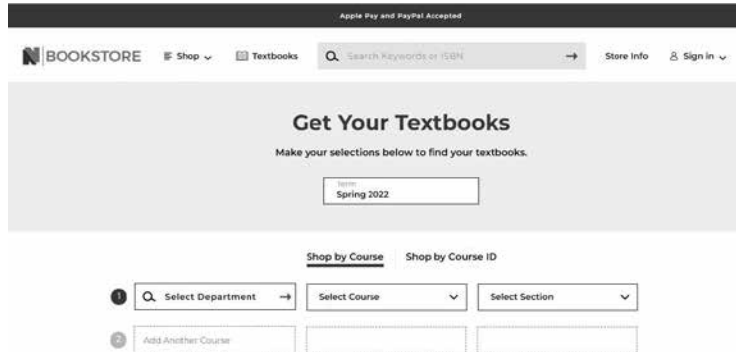 Apple Pay and PayPal Accepted
N BOOKSTORE Shop Textbooks Search Keywords or ISBN Store Info Sign in
Get Your Textbooks
Make your selections below to find your textbooks.
Term
Spring 2022
Shop by Course Shop by Course ID
1 Select Department Select Course Select Section
2 Add Another Course